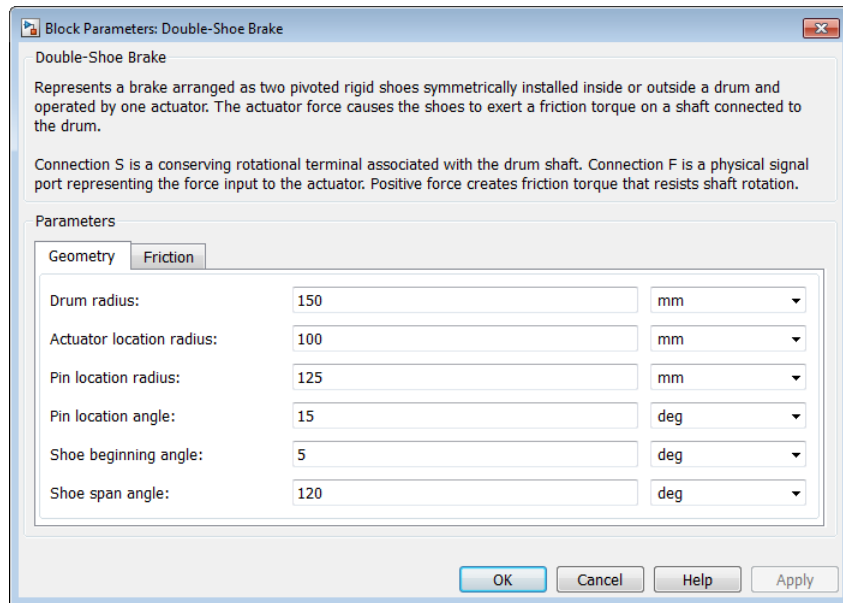 Block Parameters: Double-Shoe Brake
Double-Shoe Brake
Represents a brake arranged as two pivoted rigid shoes symmetrically installed inside or outside a drum and
operated by one actuator. The actuator force causes the shoes to exert a friction torque on a shaft connected to
the drum.
Connection S is a conserving rotational terminal associated with the drum shaft. Connection F is a physical signal
port representing the force input to the actuator. Positive force creates friction torque that resists shaft rotation.
Parameters
Geometry Friction
Drum radius: 150 mm
Actuator location radius: 100 mm
Pin location radius: 125 mm
Pin location angle: 15 deg
Shoe beginning angle: 5 deg
Shoe span angle: 120 deg
OK Cancel Help Apply